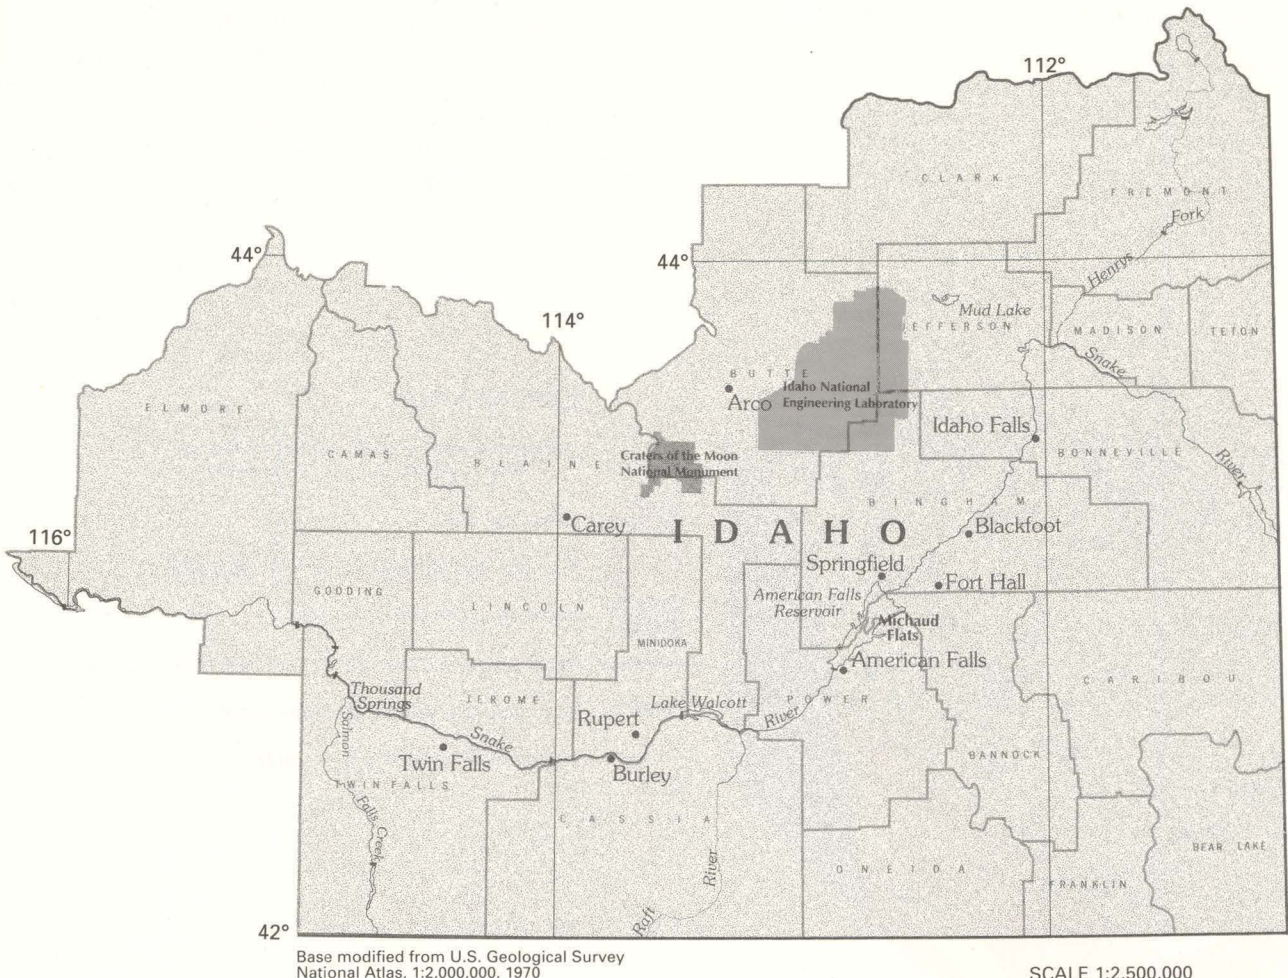 112°
CLARK
FREMONT
Henrys Fork
44°
44°
Mud Lake
JEFFERSON
MADISON
TETON
114°
Snake
BUTTE
Idaho National
Engineering Laboratory
Arco
ELMORE
Idaho Falls
CAMAS
BLAINE
Craters of the Moon
National Monument
BONNEVILLE
River
BINGHAM
Carey
IDAHO
Blackfoot
116°
Springfield
Fort Hall
GOODING
LINCOLN
American Falls
Reservoir
Michaud
Flats
MINIDOKA
American Falls
CARIBOU
Thousand
Springs
JEROME
Lake Walcott
POWER
River
Rupert
Salmon
Snake
Twin Falls
BANNOCK
Burley
TWIN FALLS
Falls
CASSIA
Creek
BEAR LAKE
River
ONEIDA
FRANKLIN
Raft
42°
Base modified from U.S. Geological Survey
National Atlas, 1:2,000,000, 1970
SCALE 1:2,500,000